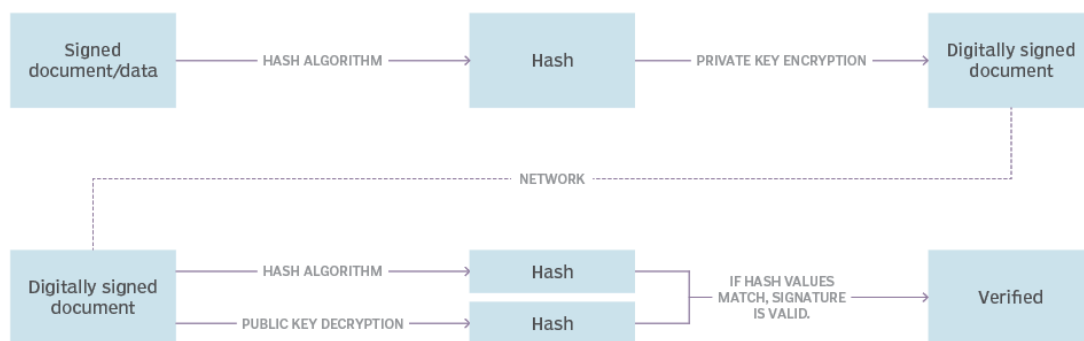 Signed
document/data
HASH ALGORITHM
Hash
PRIVATE KEY ENCRYPTION
Digitally signed
document
NETWORK
Digitally signed
document
HASH ALGORITHM
Hash
PUBLIC KEY DECRYPTION
Hash
IF HASH VALUES
MATCH, SIGNATURE
IS VALID.
Verified